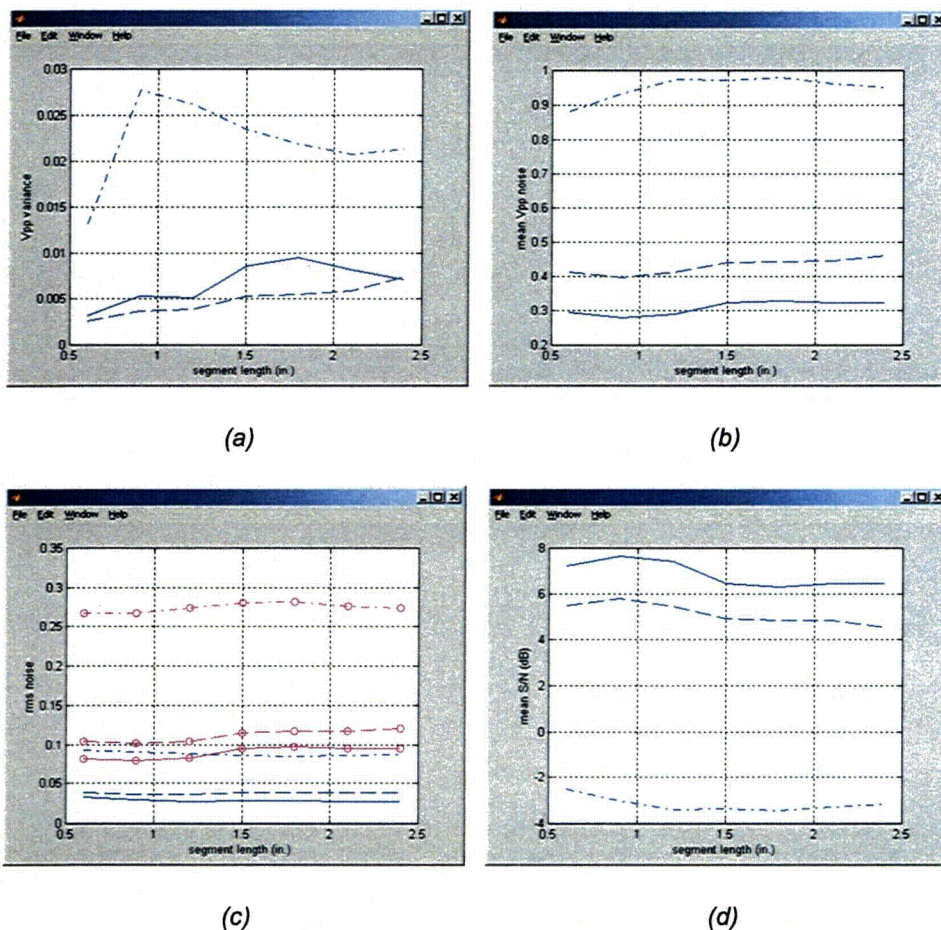 File Edit Window Help
0.03
0.025
0.02
0.015
0.01
0.005
0
Vpp variance
0.5 1 1.5 2 2.5
segment length (in.)
(a)
File Edit Window Help
1
0.9
0.8
0.7
0.6
0.5
0.4
0.3
0.2
mean Vpp noise
0.5 1 1.5 2 2.5
segment length (in.)
(b)
File Edit Window Help
0.35
0.3
0.25
0.2
0.15
0.1
0.05
0
rms noise
0.5 1 1.5 2 2.5
segment length (in.)
(c)
File Edit Window Help
8
6
4
2
0
-2
-4
mean S/N (dB)
0.5 1 1.5 2 2.5
segment length (in.)
(d)